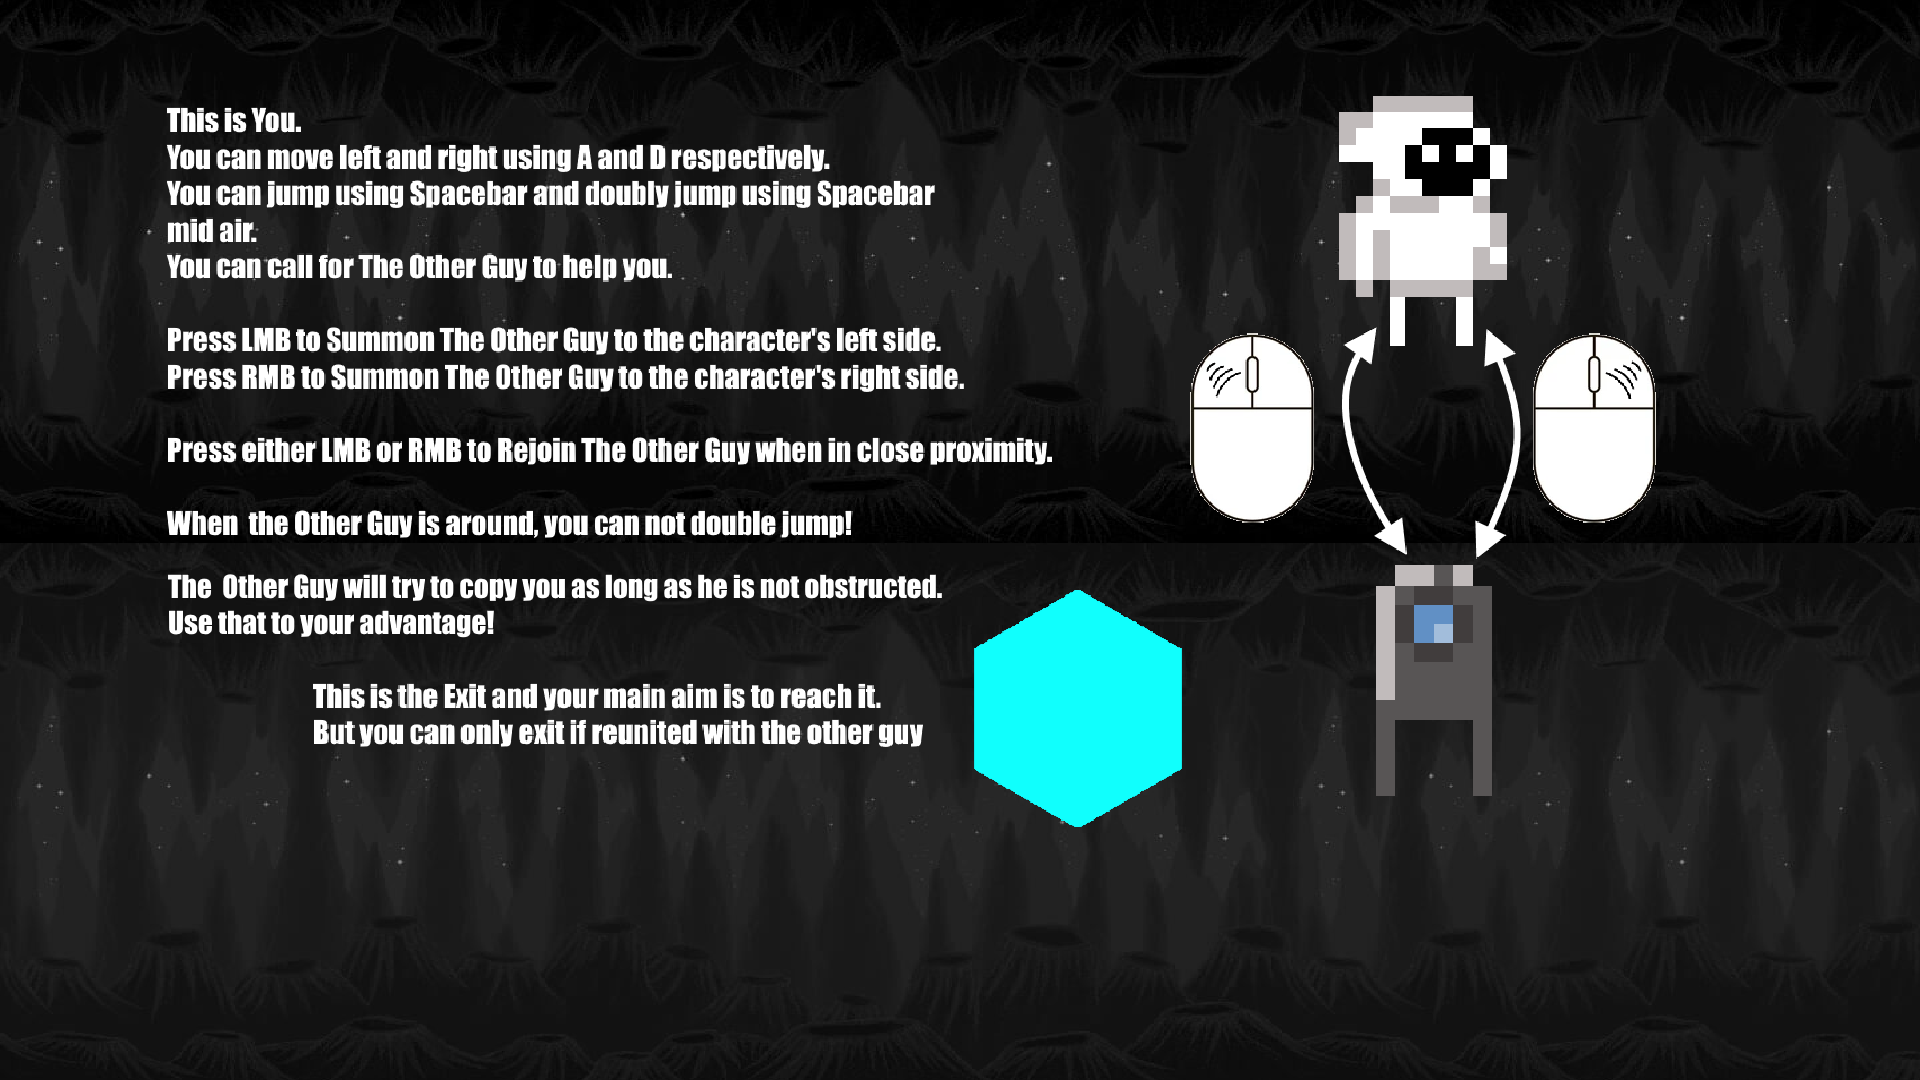 This is You.
You can move left and right using A and D respectively.
You can jump using Spacebar and doubly jump using Spacebar
mid air.
You can call for The Other Guy to help you.
Press LMB to Summon The Other Guy to the character's left side.
Press RMB to Summon The Other Guy to the character's right side.
Press either LMB or RMB to Rejoin The Other Guy when in close proximity.
When  the Other Guy is around, you can not double jump!
The  Other Guy will try to copy you as long as he is not obstructed.
Use that to your advantage!
This is the Exit and your main aim is to reach it.
But you can only exit if reunited with the other guy